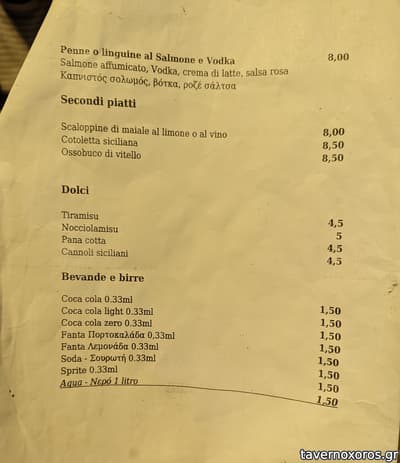 Penne o linguine al Salmone e Vodka 8,00
Salmone affumicato, Vodka, crema di latte, salsa rosa
Καπνιστός σολωμός, βότκα, ροζέ σάλτσα
Secondi piatti
Scaloppine di maiale al limone o al vino 8,00
Cotoletta siciliana 8,50
Ossobuco di vitello 8,50
Dolci
Tiramisu 4,5
Nocciolamisu 5
Pana cotta 4,5
Cannoli siciliani 4,5
Bevande e birre
Coca cola 0.33ml 1,50
Coca cola light 0.33ml 1,50
Coca cola zero 0.33ml 1,50
Fanta Πορτοκαλάδα 0,33ml 1,50
Fanta Λεμονάδα 0.33ml 1,50
Soda - Σουρωτή 0.33ml 1,50
Sprite 0.33ml 1,50
Aqua - Νερό 1 litro 1,50
tavernoxoros.gr